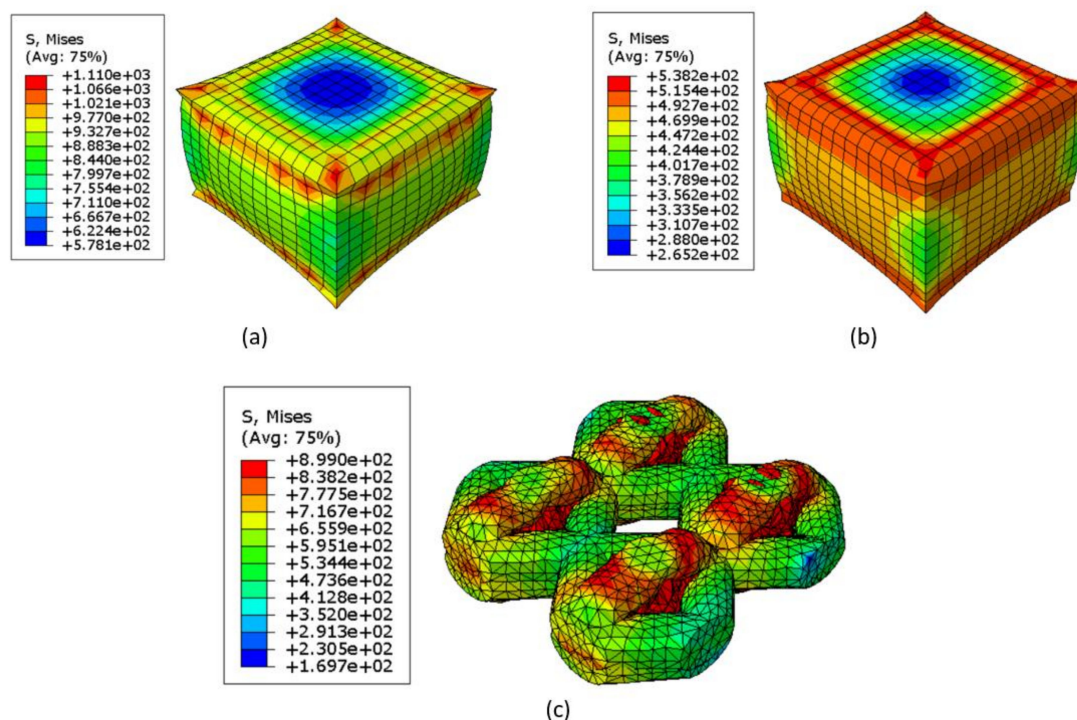 S, Mises
(Avg: 75%)
+1.110e+03
+1.066e+03
+1.021e+03
+9.770e+02
+9.327e+02
+8.883e+02
+8.440e+02
+7.997e+02
+7.554e+02
+7.110e+02
+6.667e+02
+6.224e+02
+5.781e+02
(a)
S, Mises
(Avg: 75%)
+5.382e+02
+5.154e+02
+4.927e+02
+4.699e+02
+4.472e+02
+4.244e+02
+4.017e+02
+3.789e+02
+3.562e+02
+3.335e+02
+3.107e+02
+2.880e+02
+2.652e+02
(b)
S, Mises
(Avg: 75%)
+8.990e+02
+8.382e+02
+7.775e+02
+7.167e+02
+6.559e+02
+5.951e+02
+5.344e+02
+4.736e+02
+4.128e+02
+3.520e+02
+2.913e+02
+2.305e+02
+1.697e+02
(c)